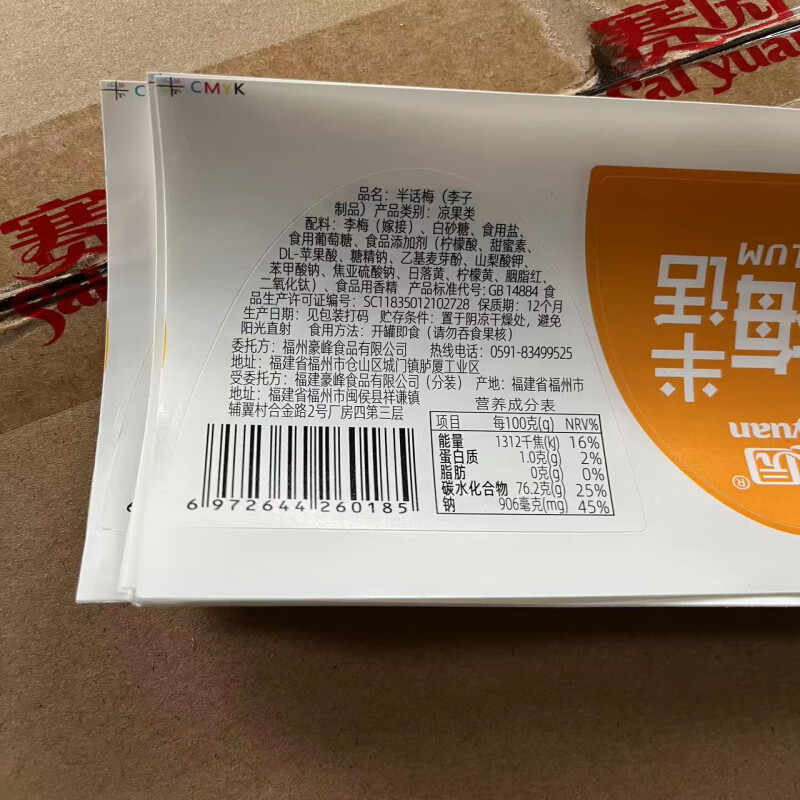 赛园
Sai yuan
CMYK
品名：半话梅（李子
制品）产品类别：凉果类
配料：李梅（嫁接）、白砂糖、食用盐、
食用葡萄糖、食品添加剂（柠檬酸、甜蜜素、
DL-苹果酸、糖精钠、乙基麦芽酚、山梨酸钾、
苯甲酸钠、焦亚硫酸钠、日落黄、柠檬黄、胭脂红、
二氧化钛）、食品用香精 产品标准代号：GB 14884 食
品生产许可证编号：SC11835012102728 保质期：12个月
生产日期：见包装打码 贮存条件：置于阴凉干燥处，避免
阳光直射 食用方法：开罐即食（请勿吞食果核）
委托方：福州豪峰食品有限公司 热线电话：0591-83499525
地址：福建省福州市仓山区城门镇胪厦工业区
受委托方：福建豪峰食品有限公司（分装） 产地：福建省福州市
地址：福建省福州市闽侯县祥谦镇
辅翼村合金路2号厂房四第三层
营养成分表
项目 每100克(g) NRV%
能量 1312千焦(kJ) 16%
蛋白质 1.0克(g) 2%
脂肪 0克(g) 0%
碳水化合物 76.2克(g) 25%
钠 906毫克(mg) 45%
6 972644 260185
半
梅话
LUM
园
yuan
®
赛
Sai